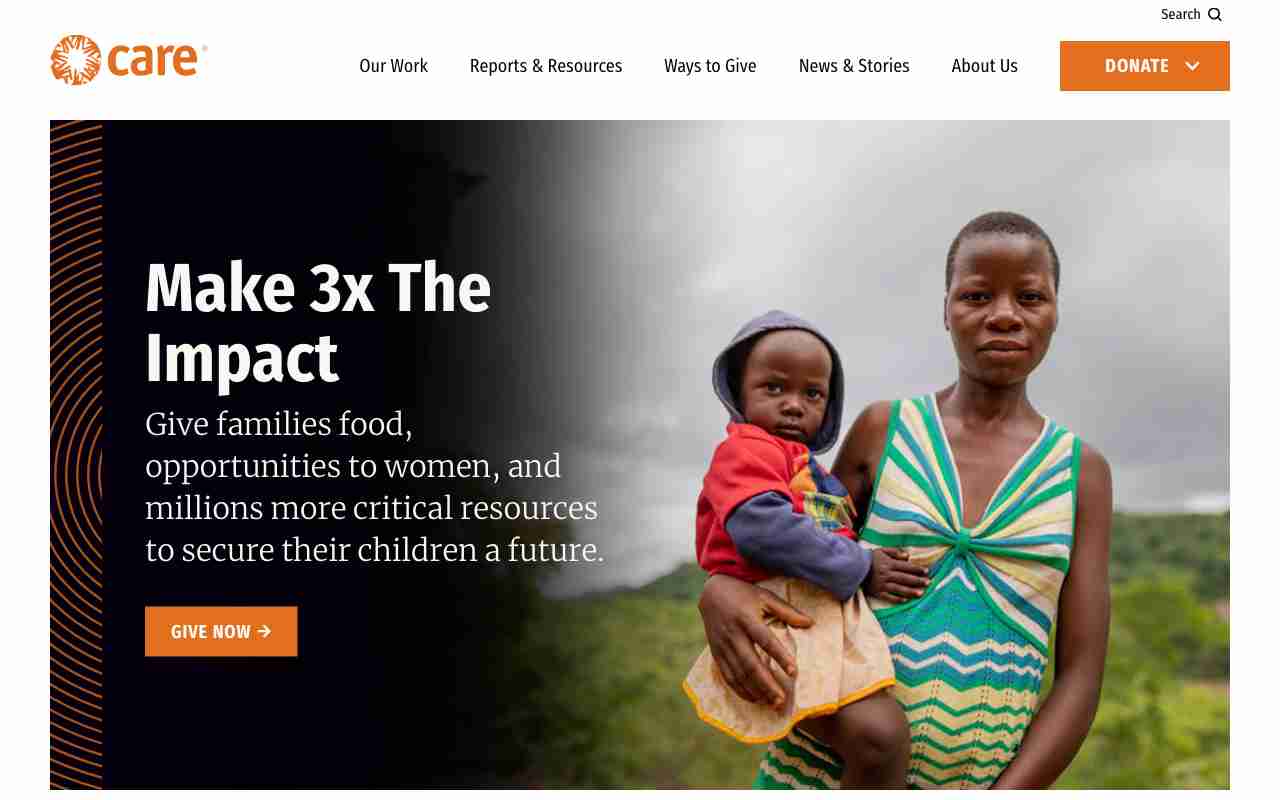 Search
care®
Our Work
Reports & Resources
Ways to Give
News & Stories
About Us
DONATE
Make 3x The
Impact
Give families food,
opportunities to women, and
millions more critical resources
to secure their children a future.
GIVE NOW →